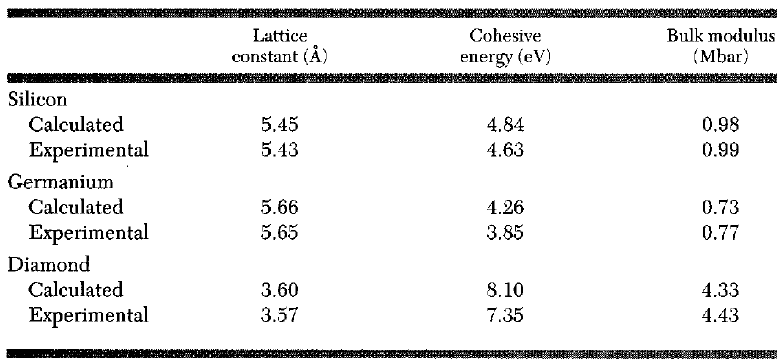 Lattice Cohesive Bulk modulus
constant (Å) energy (eV) (Mbar)
Silicon
Calculated 5.45 4.84 0.98
Experimental 5.43 4.63 0.99
Germanium
Calculated 5.66 4.26 0.73
Experimental 5.65 3.85 0.77
Diamond
Calculated 3.60 8.10 4.33
Experimental 3.57 7.35 4.43